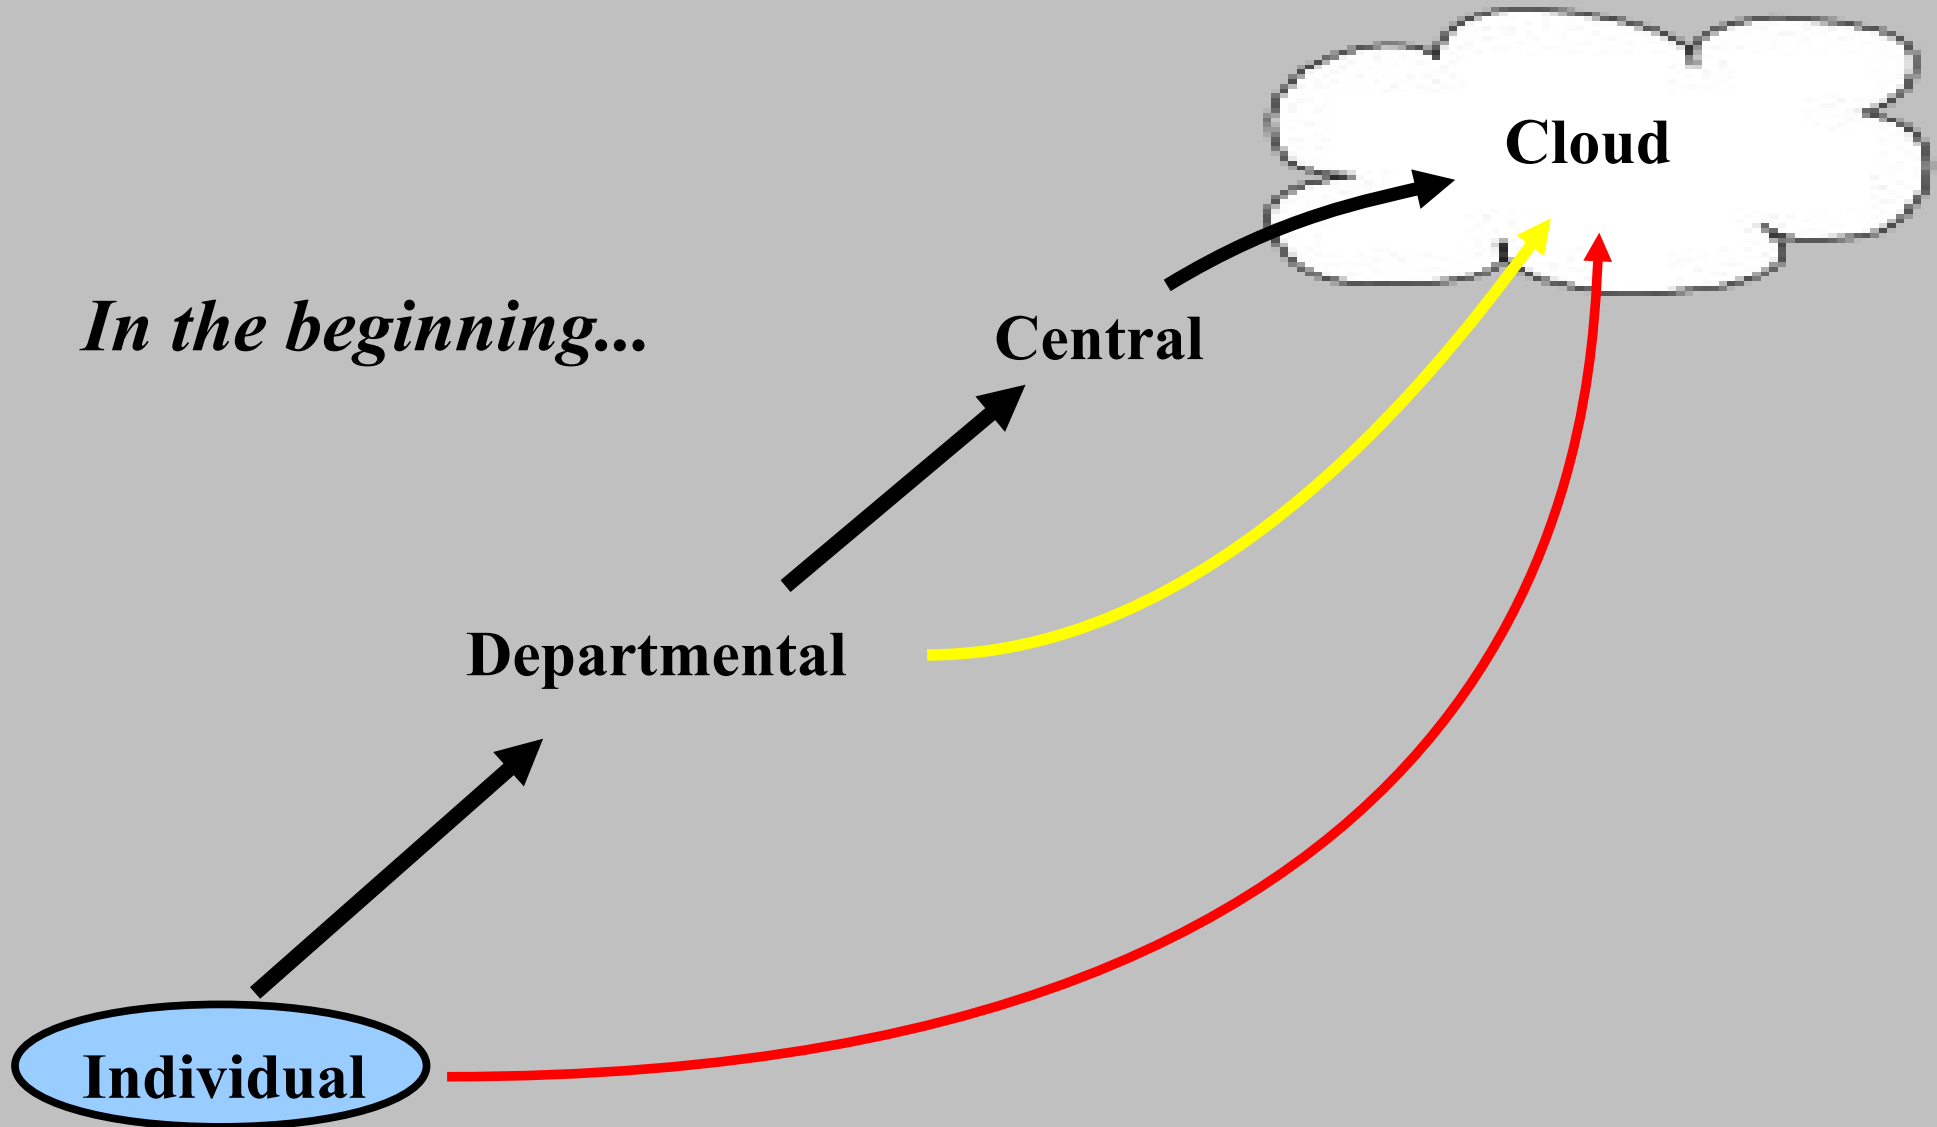 Cloud
In the beginning...
Central
Departmental
Individual